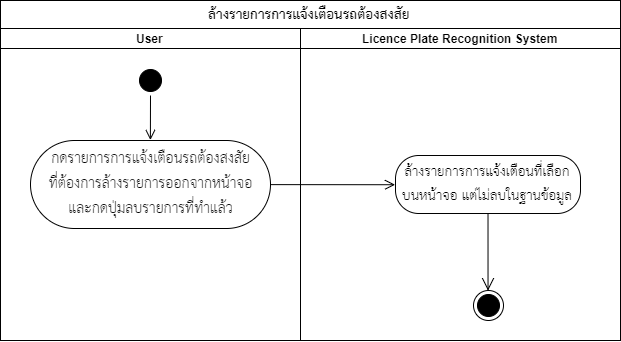 ล้างรายการการแจ้งเตือนรถต้องสงสัย
User
Licence Plate Recognition System
กดรายการการแจ้งเตือนรถต้องสงสัย
ที่ต้องการล้างรายการออกจากหน้าจอ
และกดปุ่มลบรายการที่ทำแล้ว
ล้างรายการการแจ้งเตือนที่เลือก
บนหน้าจอ แต่ไม่ลบในฐานข้อมูล